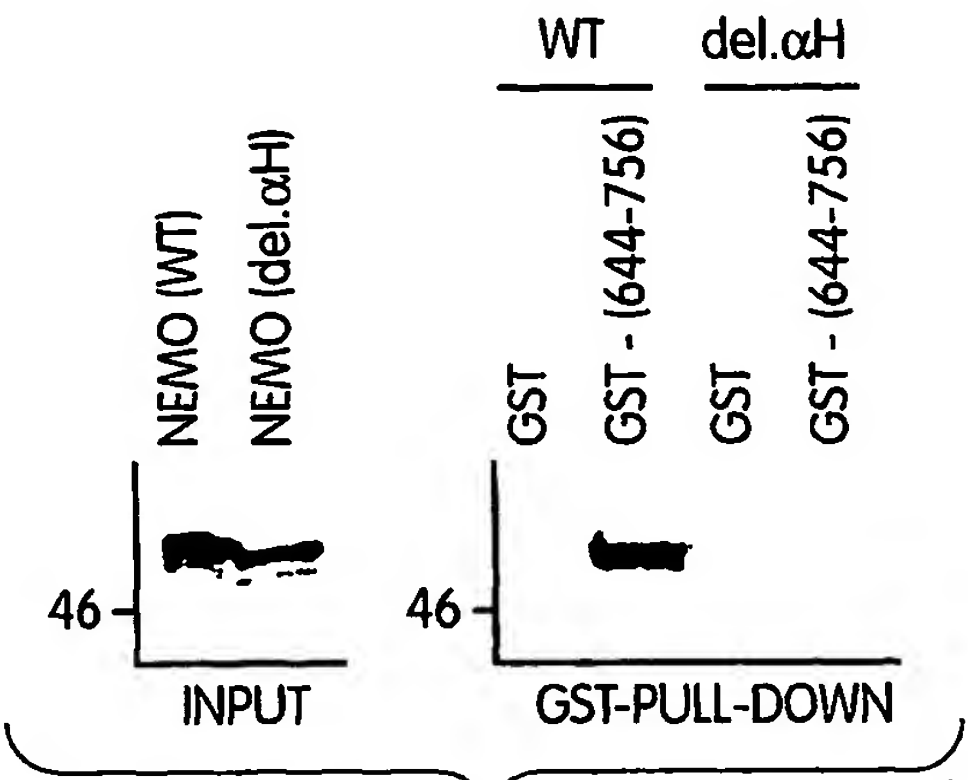 WT
del.αH
NEMO (WT)
NEMO (del.αH)
GST
GST - (644-756)
GST
GST - (644-756)
46
46
INPUT
GST-PULL-DOWN